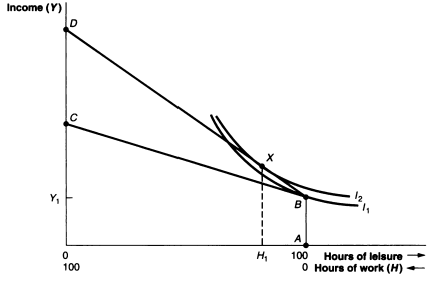 Income (Y)
D
C
X
Y1
B
I2
I1
A
0
100
H1
100
0
Hours of leisure
Hours of work (H)